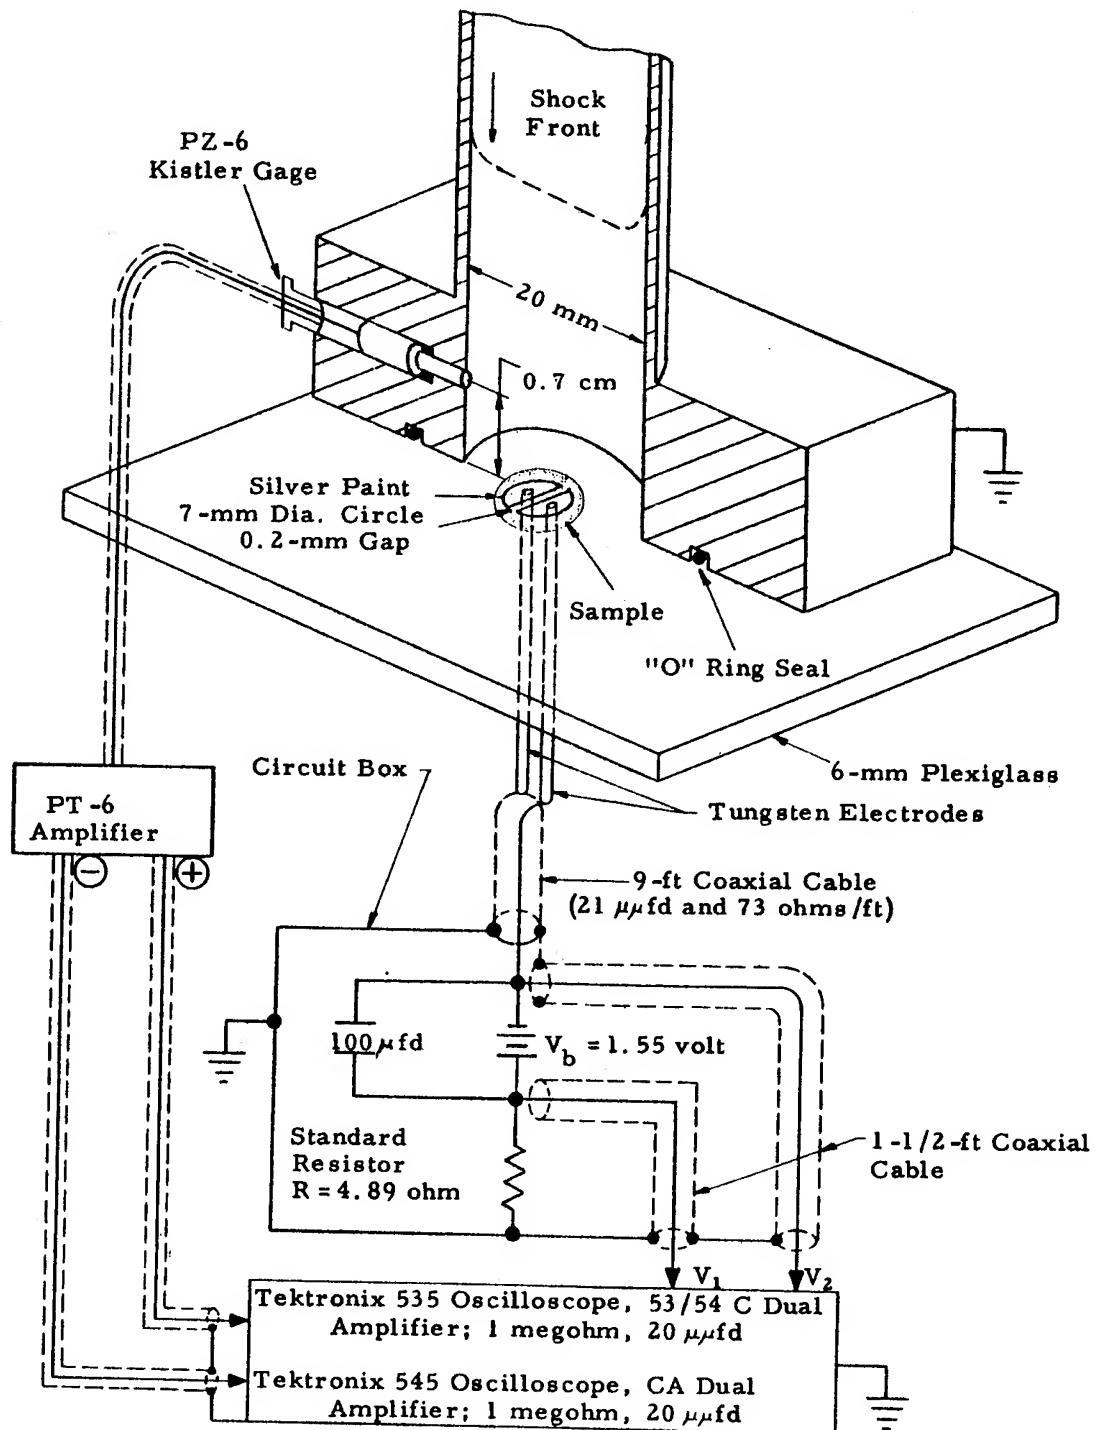 Shock
Front
PZ-6
Kistler Gage
20 mm
0.7 cm
Silver Paint
7-mm Dia. Circle
0.2-mm Gap
Sample
"O" Ring Seal
6-mm Plexiglass
Circuit Box
Tungsten Electrodes
PT-6
Amplifier
−
+
9-ft Coaxial Cable
(21 μμfd and 73 ohms/ft)
100 μfd
V_b = 1.55 volt
Standard
Resistor
R = 4.89 ohm
1-1/2-ft Coaxial
Cable
V₁
V₂
Tektronix 535 Oscilloscope, 53/54 C Dual
Amplifier; 1 megohm, 20 μμfd
Tektronix 545 Oscilloscope, CA Dual
Amplifier; 1 megohm, 20 μμfd